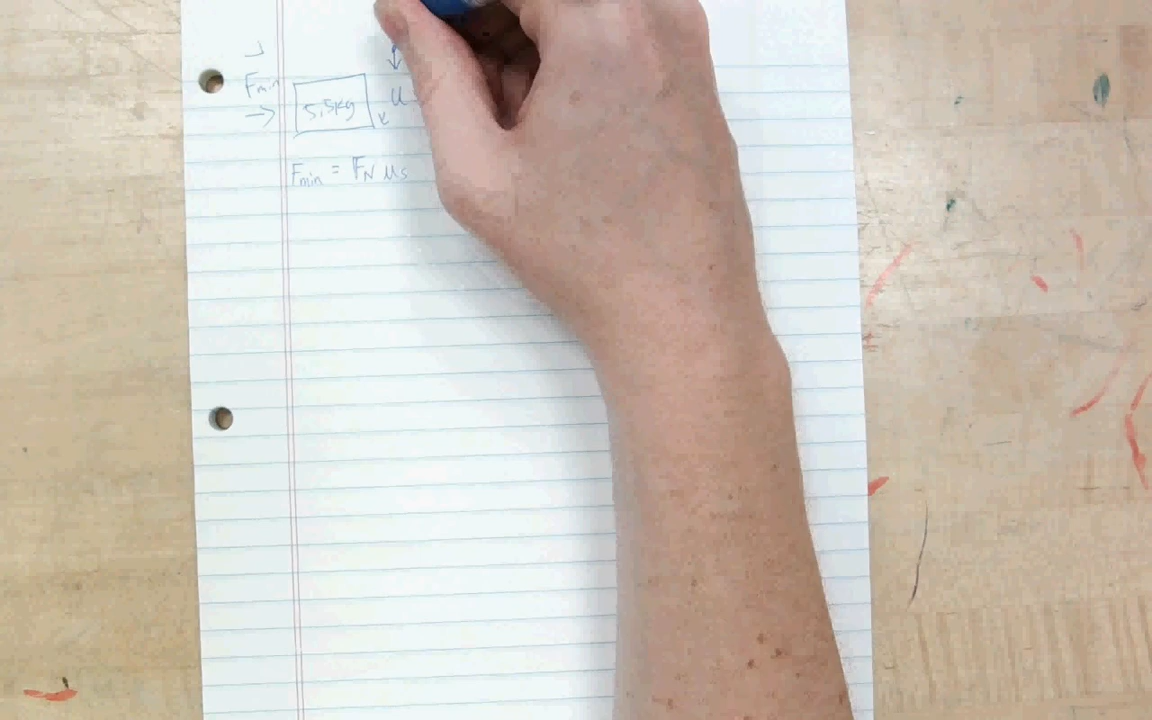 Fmin
5,5kg μ
k
Fmin = FN μs